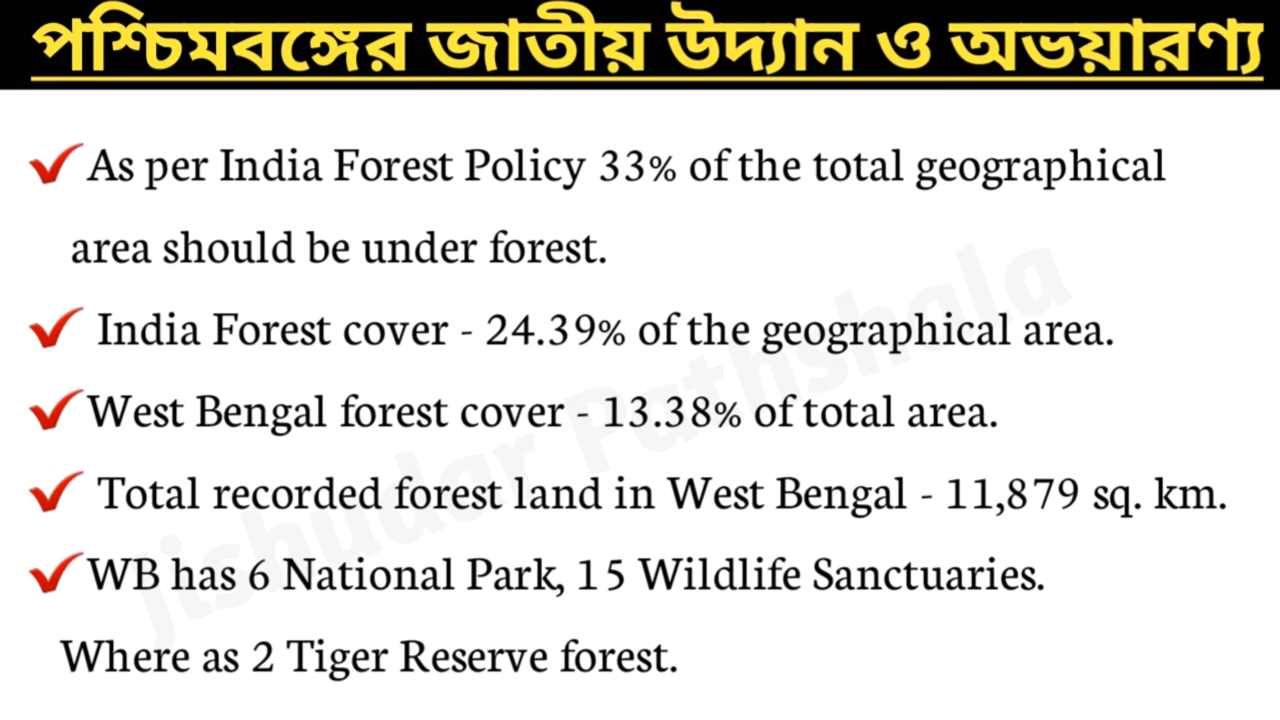 পশ্চিমবঙ্গের জাতীয় উদ্যান ও অভয়ারণ্য
As per India Forest Policy 33% of the total geographical
area should be under forest.
India Forest cover - 24.39% of the geographical area.
West Bengal forest cover - 13.38% of total area.
Total recorded forest land in West Bengal - 11,879 sq. km.
WB has 6 National Park, 15 Wildlife Sanctuaries.
Where as 2 Tiger Reserve forest.
Jishudar Pathshala